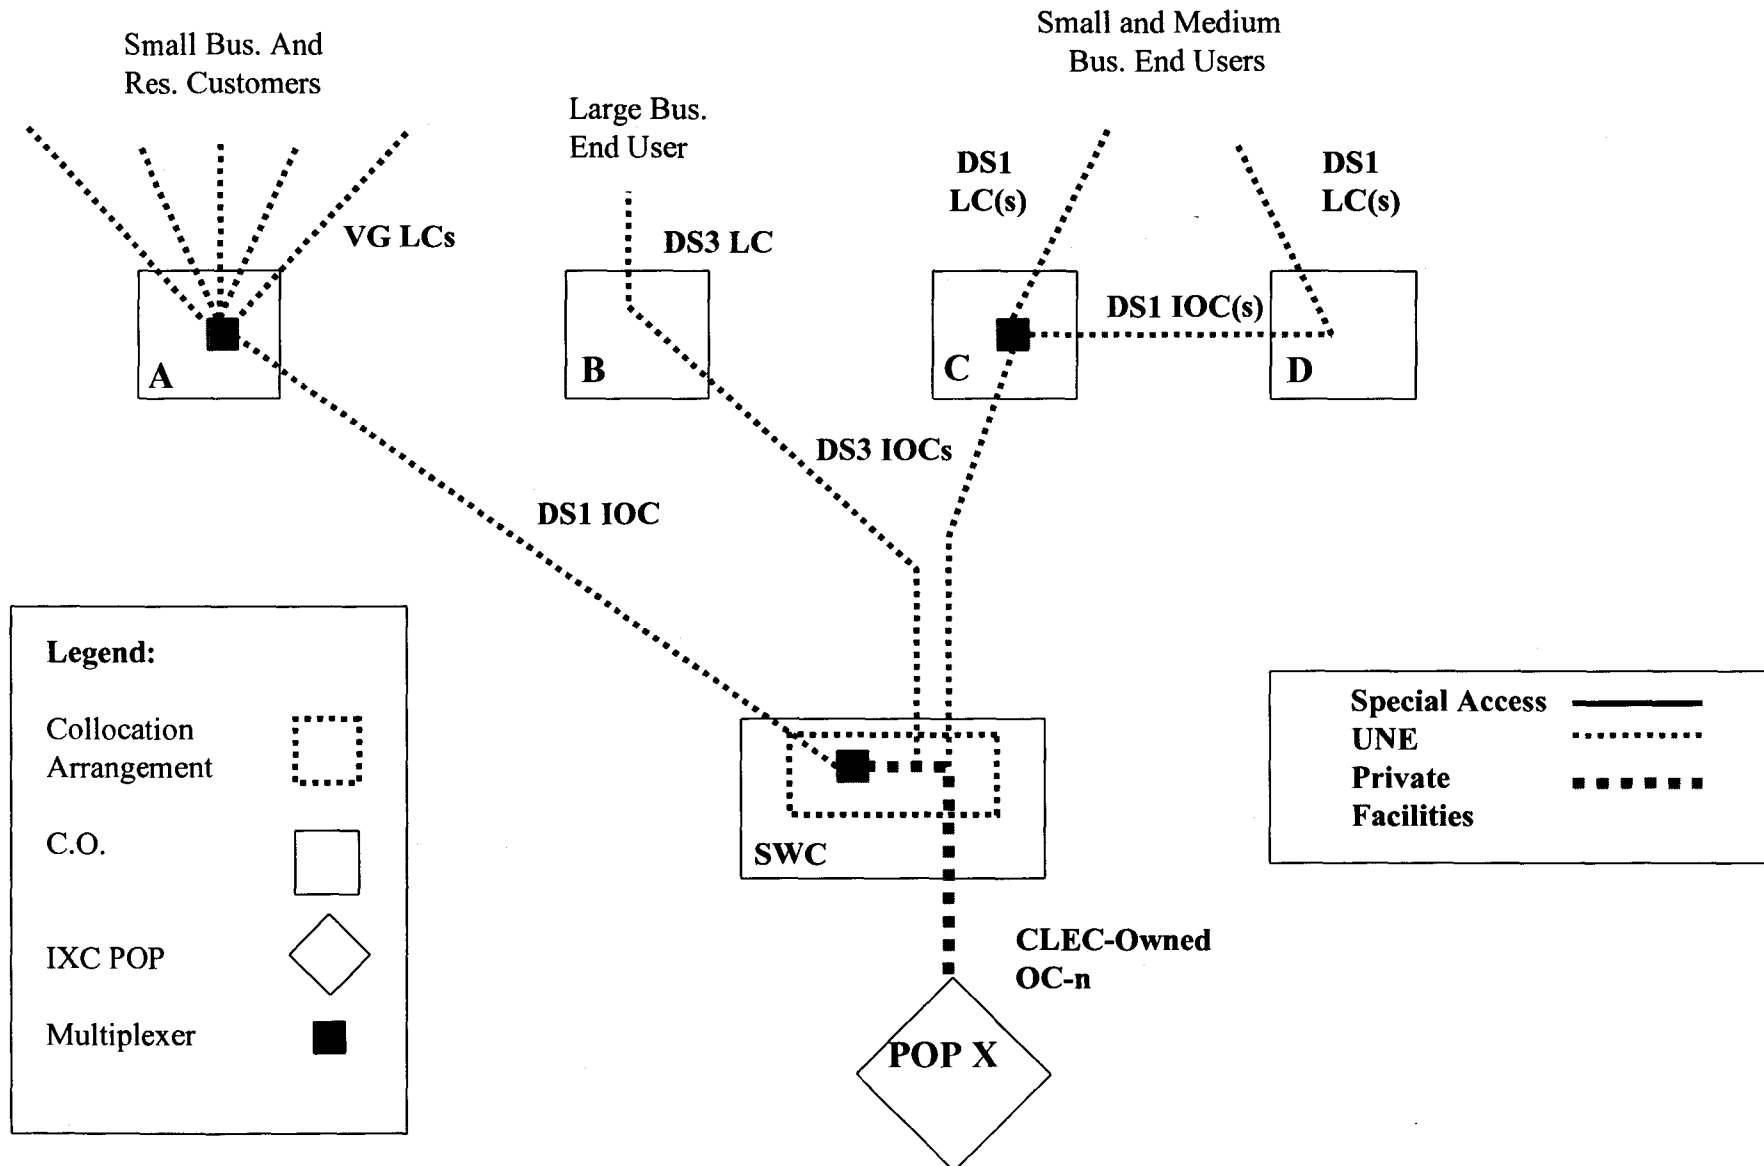 Small Bus. And
Res. Customers
Large Bus.
End User
Small and Medium
Bus. End Users
VG LCs
DS3 LC
DS1
LC(s)
DS1
LC(s)
DS1 IOC(s)
A
B
C
D
DS3 IOCs
DS1 IOC
Legend:
Collocation
Arrangement
C.O.
IXC POP
Multiplexer
Special Access
UNE
Private
Facilities
SWC
CLEC-Owned
OC-n
POP X